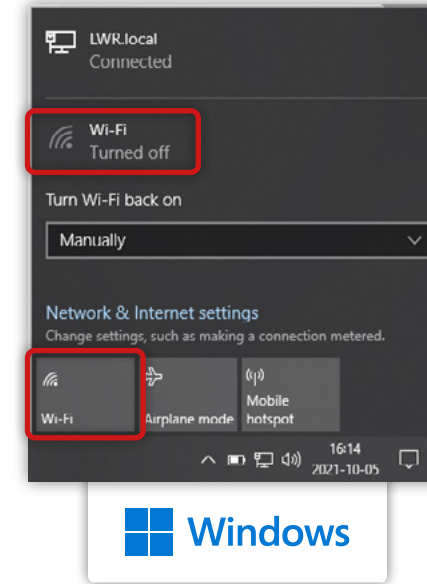 LWR.local
Connected
Wi-Fi
Turned off
Turn Wi-Fi back on
Manually
Network & Internet settings
Change settings, such as making a connection metered.
Wi-Fi
Airplane mode
Mobile
hotspot
16:14
2021-10-05
Windows